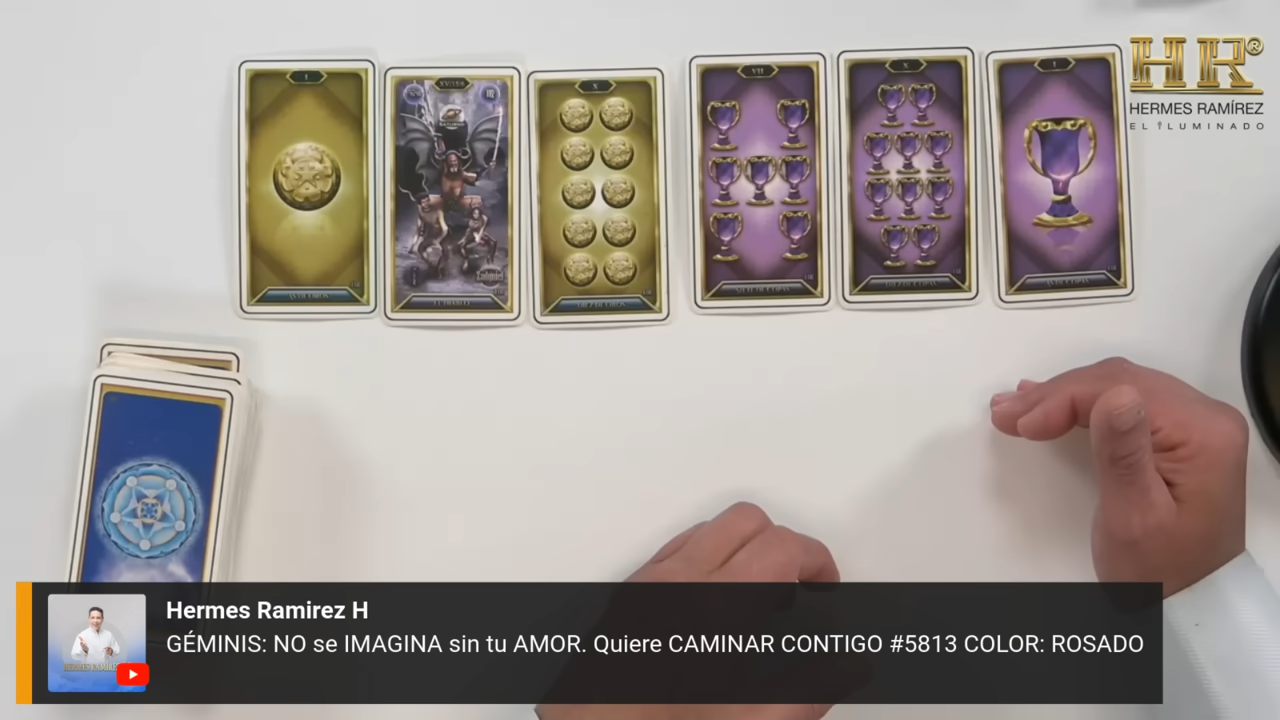 HR®
HERMES RAMÍREZ
EL ILUMINADO
I
X
VII
X
I
Hermes Ramirez H
GÉMINIS: NO se IMAGINA sin tu AMOR. Quiere CAMINAR CONTIGO #5813 COLOR: ROSADO